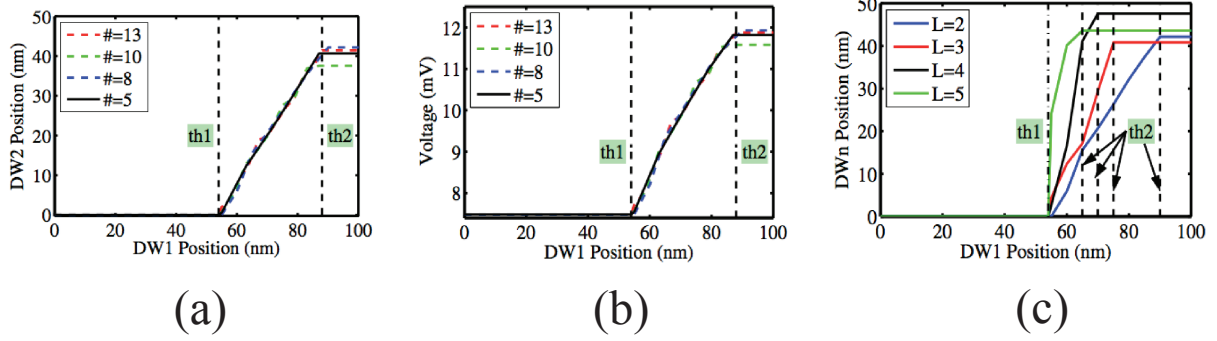 50
40
30
20
10
0
DW2 Position (nm)
#=13
#=10
#=8
#=5
th1
th2
0 20 40 60 80 100
DW1 Position (nm)
(a)
12
11
10
9
8
Voltage (mV)
#=13
#=10
#=8
#=5
th1
th2
0 20 40 60 80 100
DW1 Position (nm)
(b)
50
40
30
20
10
0
DWn Position (nm)
L=2
L=3
L=4
L=5
th1
th2
0 20 40 60 80 100
DW1 Position (nm)
(c)